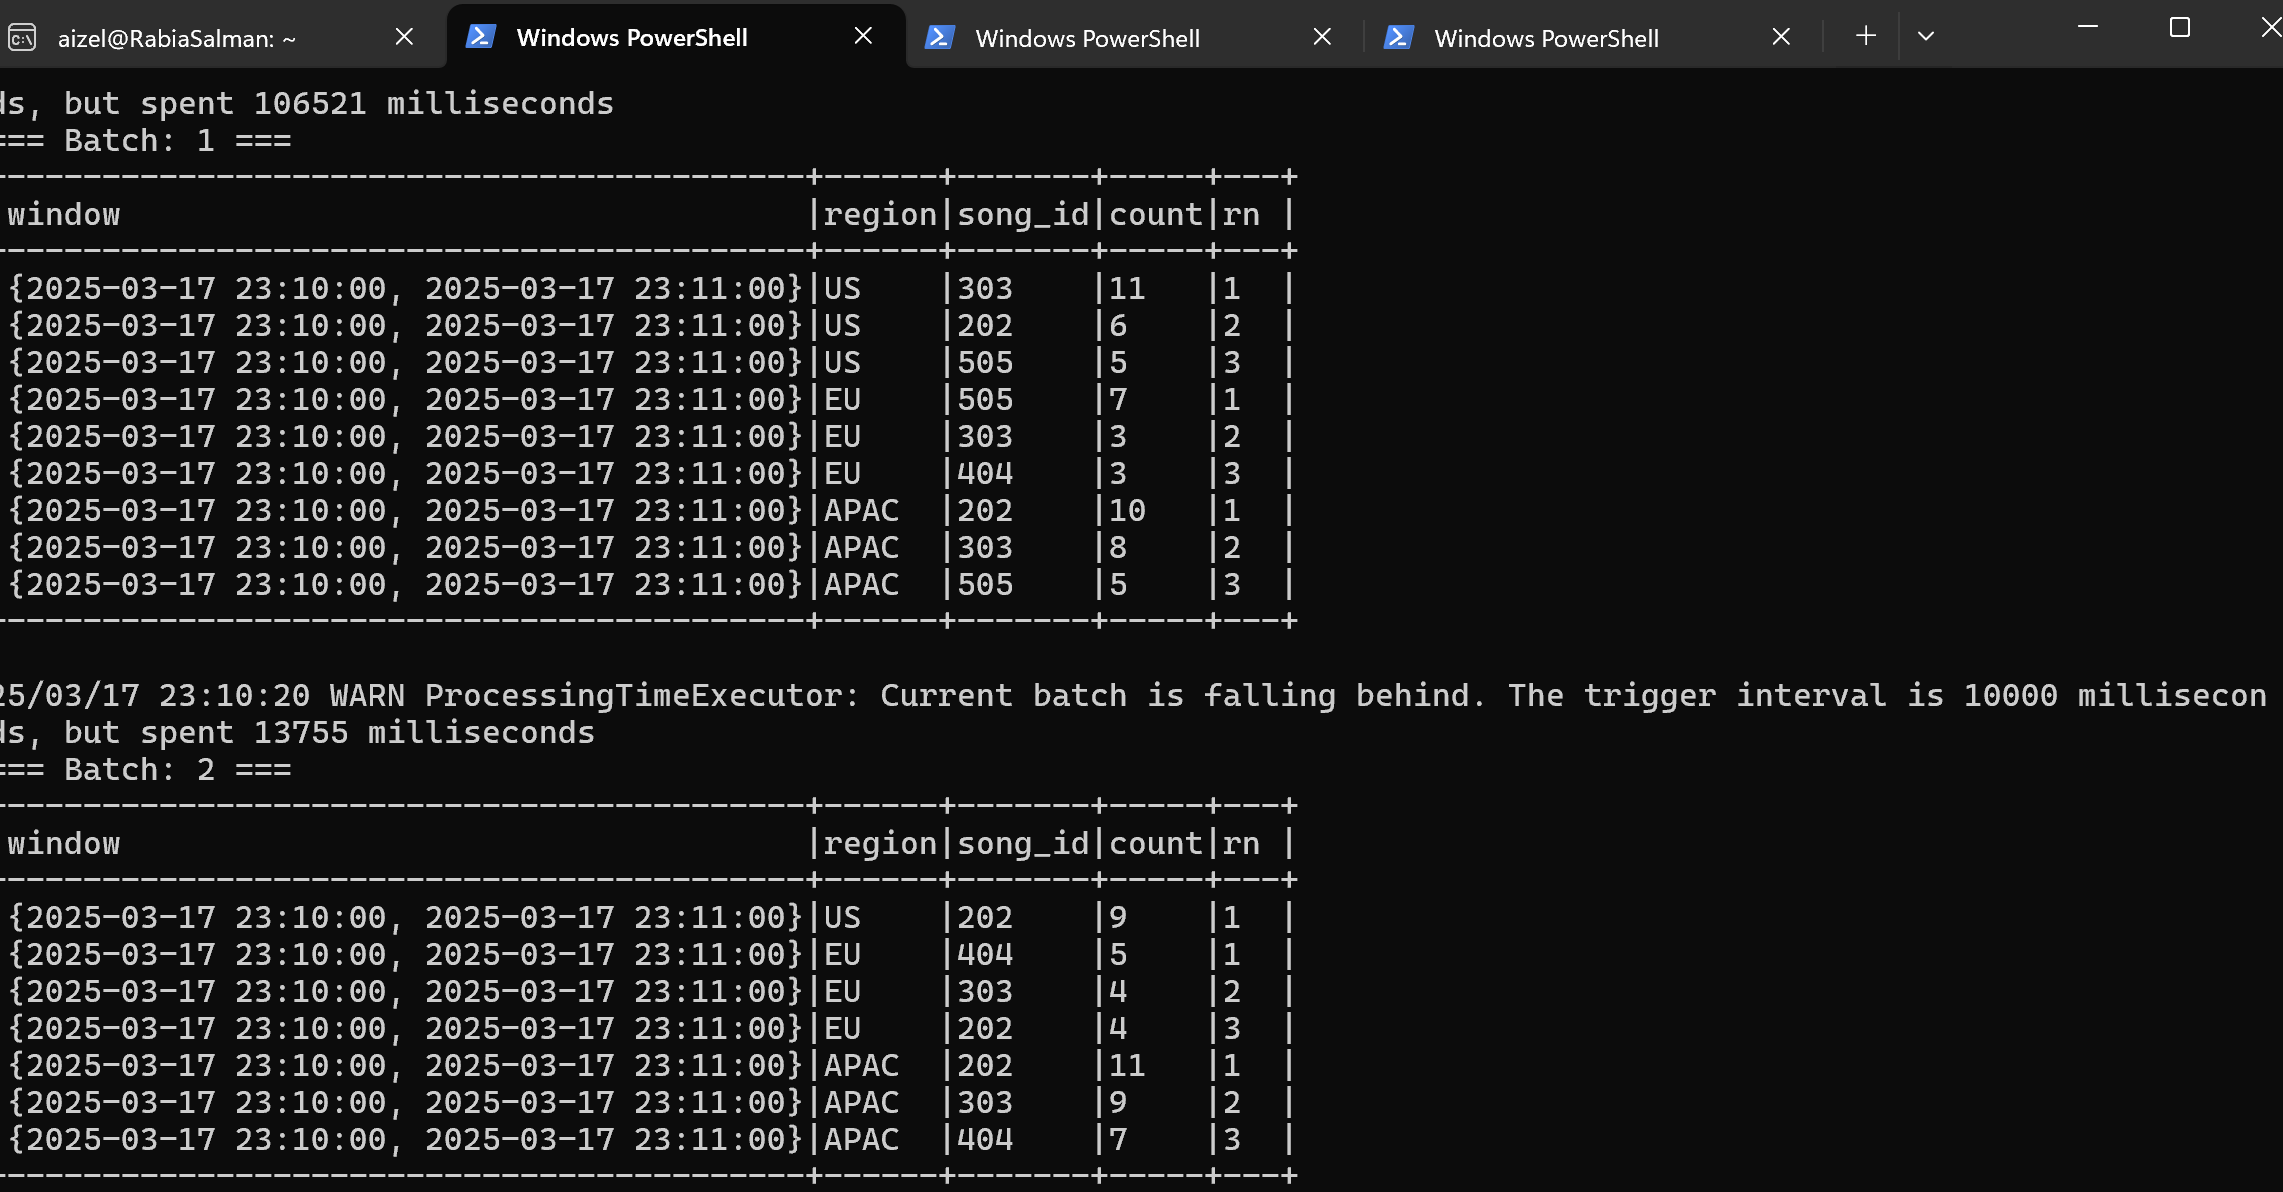 aizel@RabiaSalman: ~ Windows PowerShell Windows PowerShell Windows PowerShell
ds, but spent 106521 milliseconds
=== Batch: 1 ===
-------------------------------------------+------+-------+-----+---+
window |region|song_id|count|rn |
-------------------------------------------+------+-------+-----+---+
{2025-03-17 23:10:00, 2025-03-17 23:11:00}|US |303 |11 |1 |
{2025-03-17 23:10:00, 2025-03-17 23:11:00}|US |202 |6 |2 |
{2025-03-17 23:10:00, 2025-03-17 23:11:00}|US |505 |5 |3 |
{2025-03-17 23:10:00, 2025-03-17 23:11:00}|EU |505 |7 |1 |
{2025-03-17 23:10:00, 2025-03-17 23:11:00}|EU |303 |3 |2 |
{2025-03-17 23:10:00, 2025-03-17 23:11:00}|EU |404 |3 |3 |
{2025-03-17 23:10:00, 2025-03-17 23:11:00}|APAC |202 |10 |1 |
{2025-03-17 23:10:00, 2025-03-17 23:11:00}|APAC |303 |8 |2 |
{2025-03-17 23:10:00, 2025-03-17 23:11:00}|APAC |505 |5 |3 |
-------------------------------------------+------+-------+-----+---+
25/03/17 23:10:20 WARN ProcessingTimeExecutor: Current batch is falling behind. The trigger interval is 10000 millisecon
ds, but spent 13755 milliseconds
=== Batch: 2 ===
-------------------------------------------+------+-------+-----+---+
window |region|song_id|count|rn |
-------------------------------------------+------+-------+-----+---+
{2025-03-17 23:10:00, 2025-03-17 23:11:00}|US |202 |9 |1 |
{2025-03-17 23:10:00, 2025-03-17 23:11:00}|EU |404 |5 |1 |
{2025-03-17 23:10:00, 2025-03-17 23:11:00}|EU |303 |4 |2 |
{2025-03-17 23:10:00, 2025-03-17 23:11:00}|EU |202 |4 |3 |
{2025-03-17 23:10:00, 2025-03-17 23:11:00}|APAC |202 |11 |1 |
{2025-03-17 23:10:00, 2025-03-17 23:11:00}|APAC |303 |9 |2 |
{2025-03-17 23:10:00, 2025-03-17 23:11:00}|APAC |404 |7 |3 |
-------------------------------------------+------+-------+-----+---+